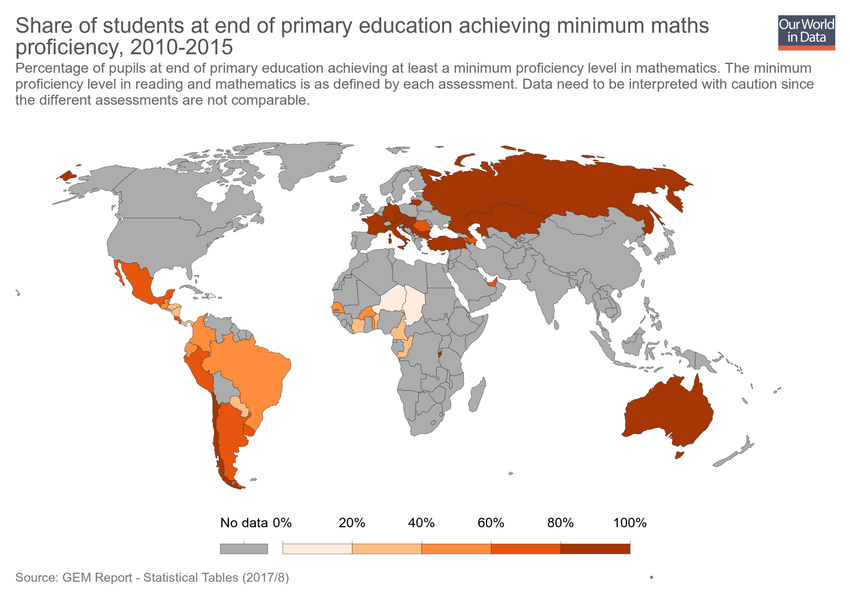 Share of students at end of primary education achieving minimum maths
proficiency, 2010-2015
Our World
in Data
Percentage of pupils at end of primary education achieving at least a minimum proficiency level in mathematics. The minimum
proficiency level in reading and mathematics is as defined by each assessment. Data need to be interpreted with caution since
the different assessments are not comparable.
No data 0% 20% 40% 60% 80% 100%
Source: GEM Report - Statistical Tables (2017/8)